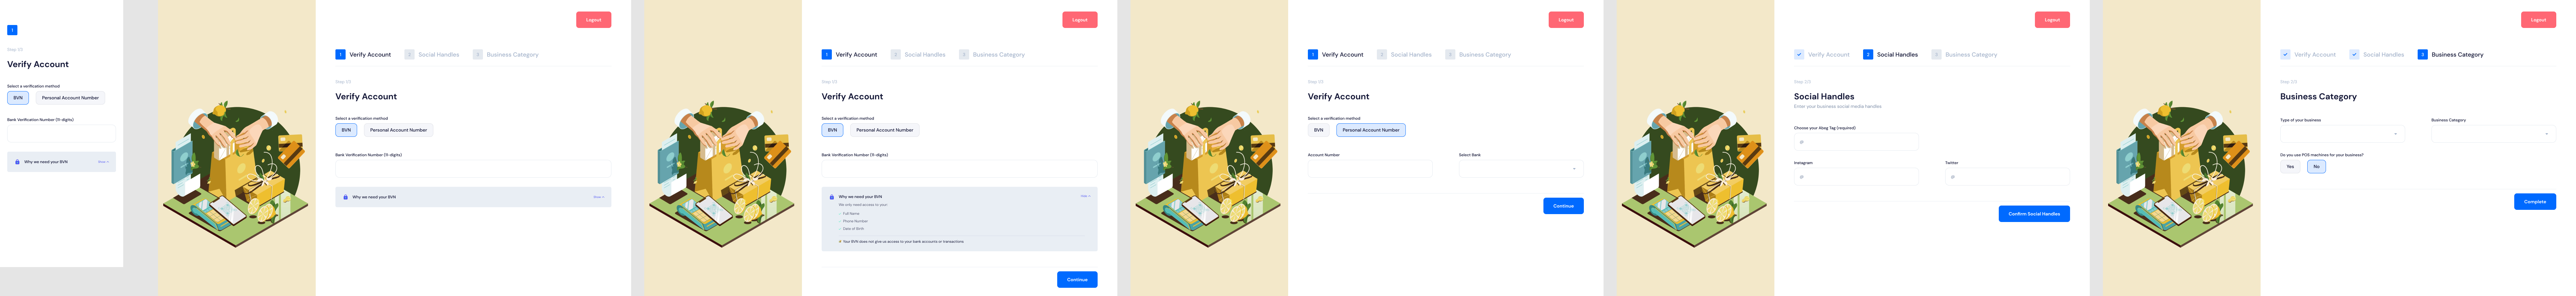 1
Step 1/3
Verify Account
Select a verification method
BVN Personal Account Number
Bank Verification Number (11-digits)
Why we need your BVN Show
Logout
1 Verify Account 2 Social Handles 3 Business Category
Step 1/3
Verify Account
Select a verification method
BVN Personal Account Number
Bank Verification Number (11-digits)
Why we need your BVN Show
Logout
1 Verify Account 2 Social Handles 3 Business Category
Step 1/3
Verify Account
Select a verification method
BVN Personal Account Number
Bank Verification Number (11-digits)
Why we need your BVN Hide
We only need access to your:
Full Name
Phone Number
Date of Birth
Your BVN does not give us access to your bank accounts or transactions
Continue
Logout
1 Verify Account 2 Social Handles 3 Business Category
Step 1/3
Verify Account
Select a verification method
BVN Personal Account Number
Account Number Select Bank
Continue
Logout
Verify Account 2 Social Handles 3 Business Category
Step 2/3
Social Handles
Enter your business social media handles
Choose your Abeg Tag (required)
@
Instagram Twitter
@ @
Confirm Social Handles
Logout
Verify Account Social Handles 3 Business Category
Business Category
Type of your business Business Category
Do you use POS machines for your business?
Yes No
Complete